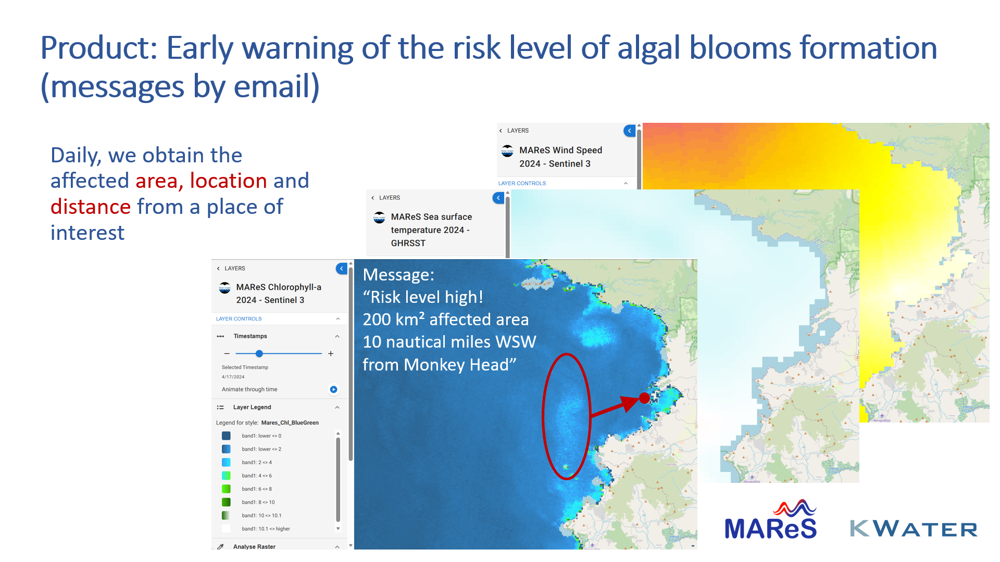 Product: Early warning of the risk level of algal blooms formation
(messages by email)
Daily, we obtain the
affected area, location and
distance from a place of
interest
LAYERS
MAReS Wind Speed
2024 - Sentinel 3
LAYER CONTROLS
LAYERS
MAReS Sea surface
temperature 2024 -
GHRSST
LAYERS
MAReS Chlorophyll-a
2024 - Sentinel 3
LAYER CONTROLS
Timestamps
Selected Timestamp
4/17/2024
Animate through time
Layer Legend
Legend for style: Mares_Chl_BlueGreen
band1: lower <> 0
band1: lower <> 2
band1: 2 <> 4
band1: 4 <> 6
band1: 6 <> 8
band1: 8 <> 10
band1: 10 <> 10.1
band1: 10.1 <> higher
Analyse Raster
Message:
“Risk level high!
200 km² affected area
10 nautical miles WSW
from Monkey Head”
Carrillo
Carrillo
Carrillo
Aeropuerto
Aeropuerto
MAReS
KWATER